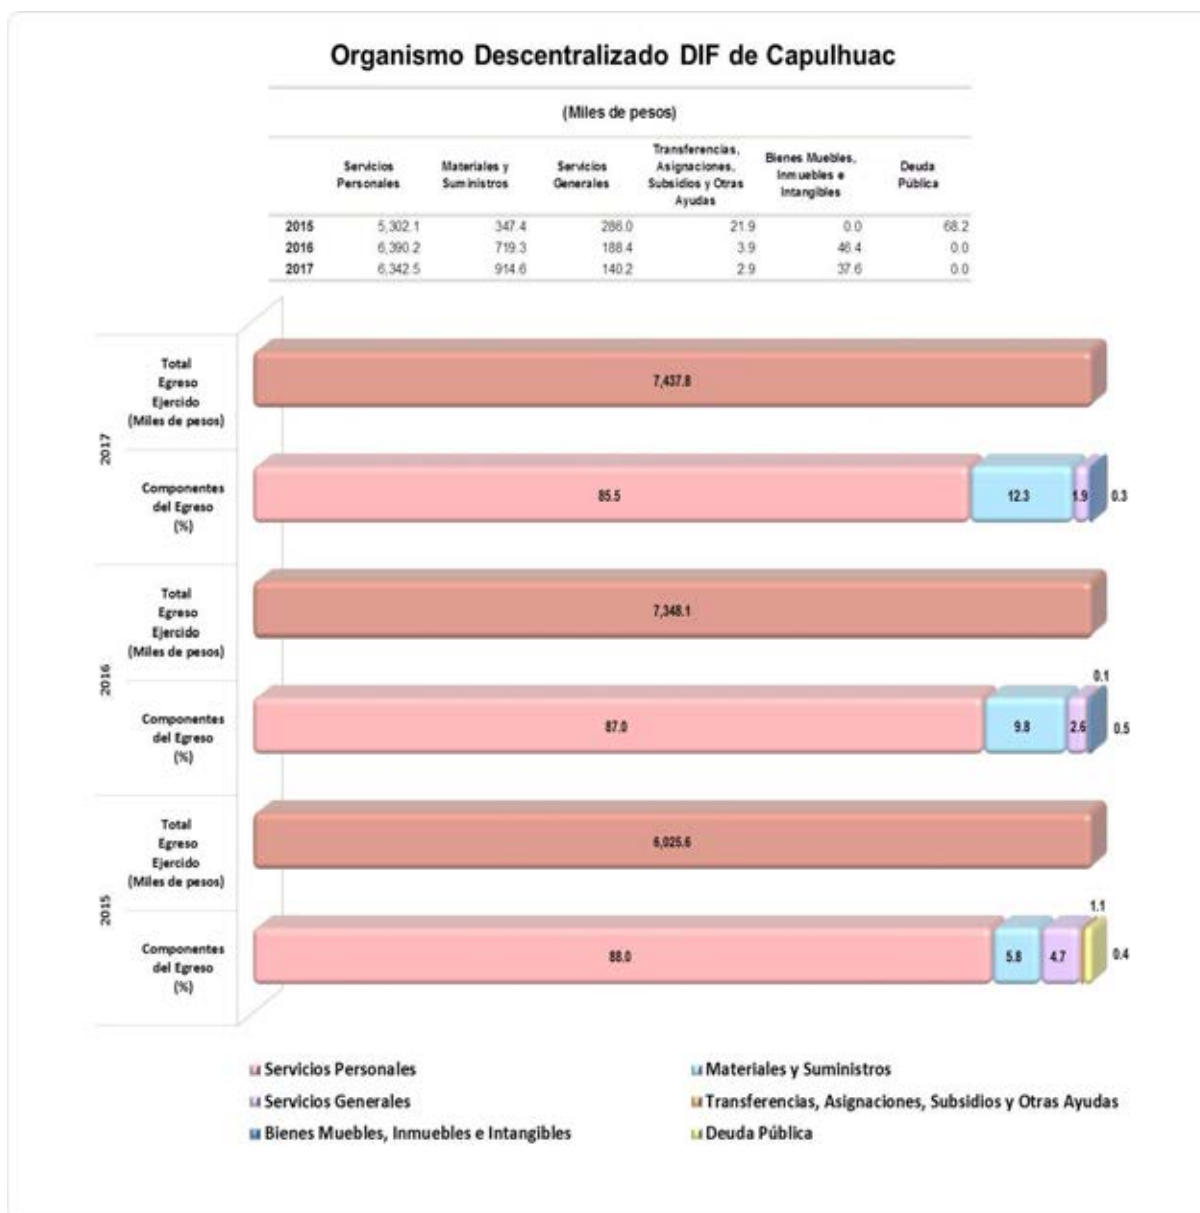 Organismo Descentralizado DIF de Capulhuac
(Miles de pesos)
Servicios Personales Materiales y Suministros Servicios Generales Transferencias, Asignaciones, Subsidios y Otras Ayudas Bienes Muebles, Inmuebles e Intangibles Deuda Pública
2015 5,302.1 347.4 286.0 21.9 0.0 68.2
2016 6,390.2 719.3 188.4 3.9 46.4 0.0
2017 6,342.5 914.6 140.2 2.9 37.6 0.0
2017
Total
Egreso
Ejercido
(Miles de pesos)
7,437.8
Componentes
del Egreso
(%)
85.5 12.3 1.9 0.3
2016
Total
Egreso
Ejercido
(Miles de pesos)
7,348.1
Componentes
del Egreso
(%)
0.1
87.0 9.8 2.6 0.5
2015
Total
Egreso
Ejercido
(Miles de pesos)
6,025.6
Componentes
del Egreso
(%)
1.1
88.0 5.8 4.7 0.4
Servicios Personales Materiales y Suministros
Servicios Generales Transferencias, Asignaciones, Subsidios y Otras Ayudas
Bienes Muebles, Inmuebles e Intangibles Deuda Pública